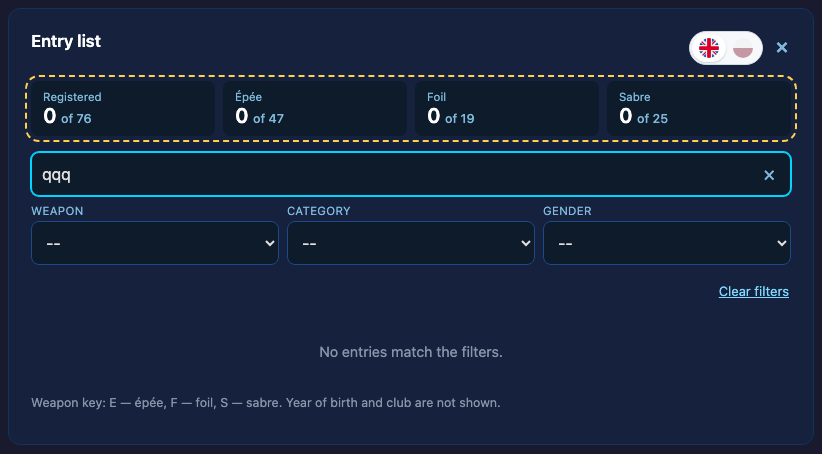 Entry list
Registered
0 of 76
Épée
0 of 47
Foil
0 of 19
Sabre
0 of 25
qqq
WEAPON
--
CATEGORY
--
GENDER
--
Clear filters
No entries match the filters.
Weapon key: E — épée, F — foil, S — sabre. Year of birth and club are not shown.